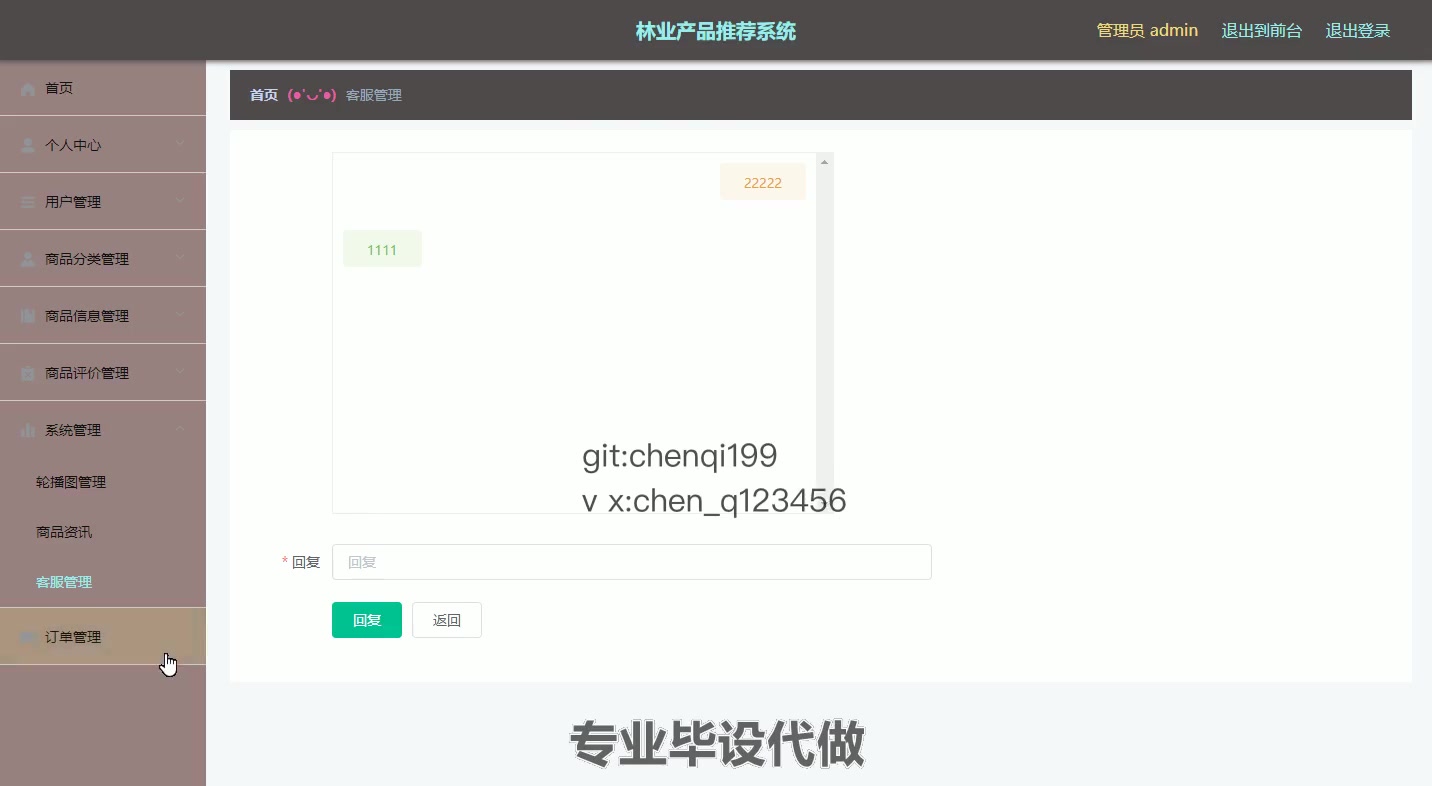 林业产品推荐系统
管理员 admin
退出到前台
退出登录
首页
个人中心
用户管理
商品分类管理
商品信息管理
商品评价管理
系统管理
轮播图管理
商品资讯
客服管理
订单管理
首页 (●'◡'●) 客服管理
22222
1111
git:chenqi199
v x:chen_q123456
* 回复 回复
回复 返回
专业毕设代做